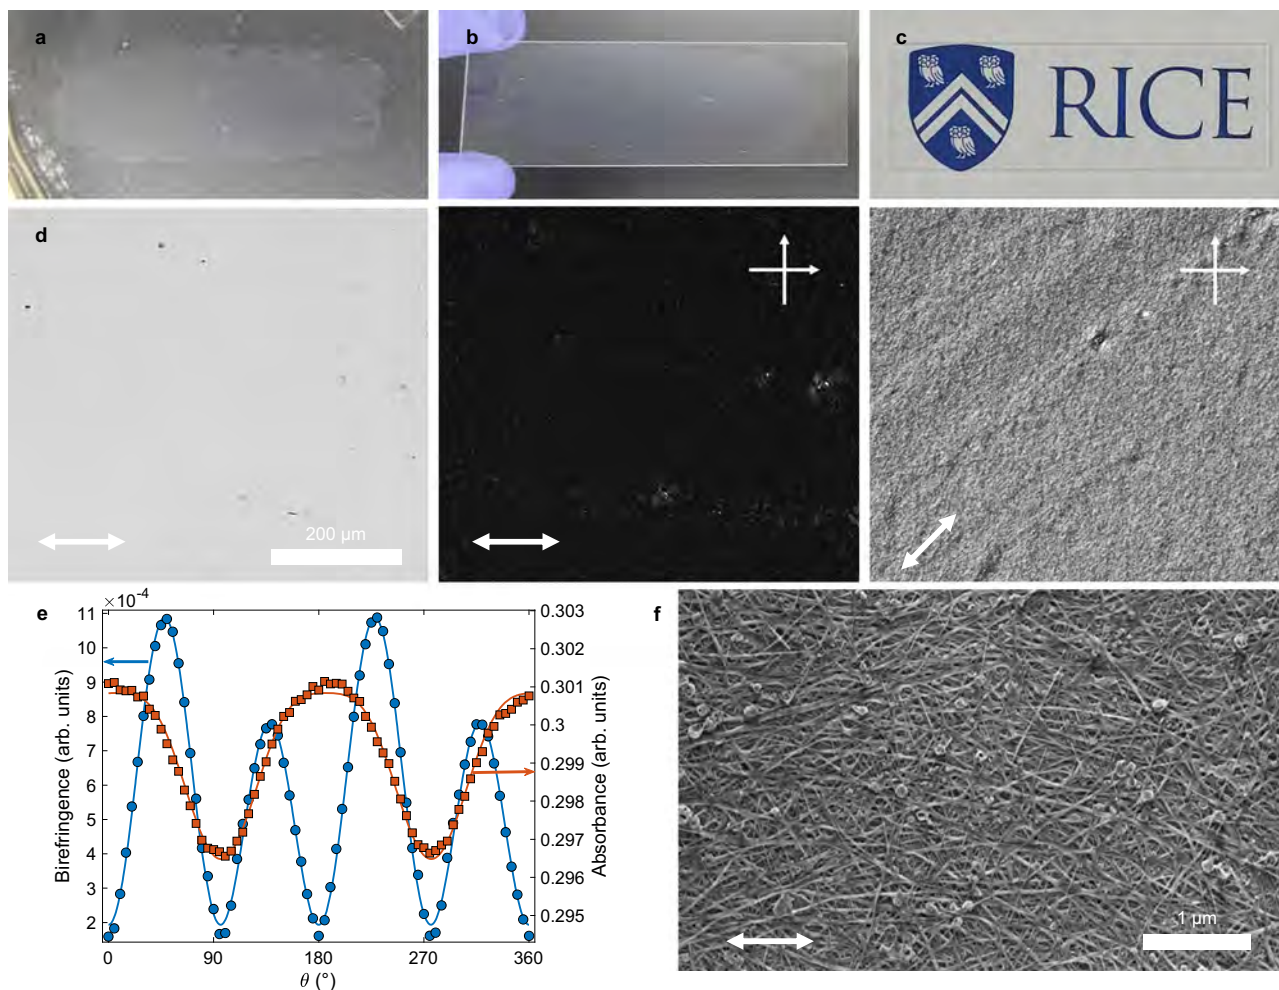 a
b
c
RICE
d
200 µm
e
×10⁻⁴
11
10
9
8
7
6
5
4
3
2
Birefringence (arb. units)
0.303
0.302
0.301
0.3
0.299
0.298
0.297
0.296
0.295
Absorbance (arb. units)
0
90
180
270
360
θ (°)
f
1 µm